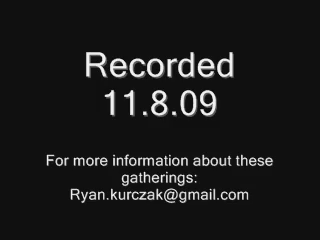 Recorded
11.8.09
For more information about these
gatherings:
Ryan.kurczak@gmail.com